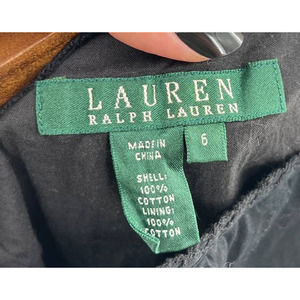 LAUREN
RALPH LAUREN
MADE IN
CHINA
6
SHELL:
100%
COTTON
LINING:
100%
COTTON